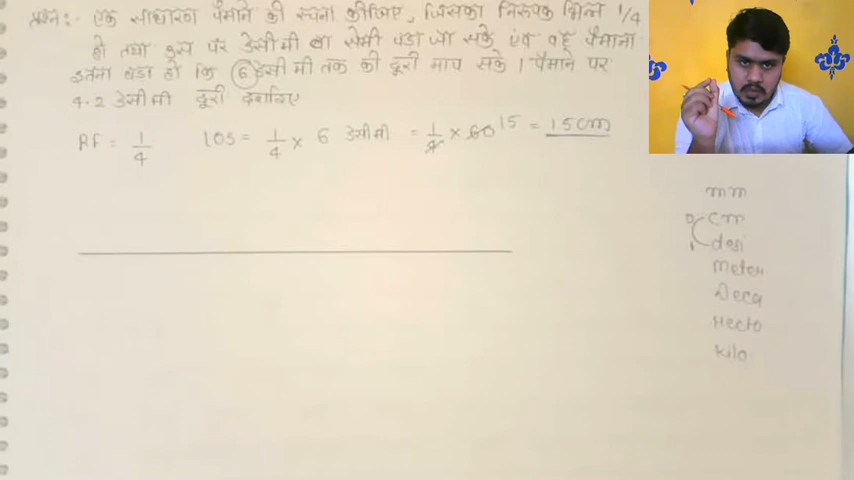 प्रश्न:- एक साधारण पैमाने की रचना कीजिए, जिसका निरूपक भिन्न 1/4
हो तथा इस पर डेसीमी व सेमी पढा जा सके एवं वह पैमाना
इतना बडा हो कि 6 डेसीमी तक की दूरी माप सके। पैमाने पर
4.2 डेसीमी दूरी दर्शाइए
RF = 1/4 LOS = 1/4 x 6 डेसीमी = 1/4 x 60 15 = 15cm
mm
0 cm
1 desi
meter
Deca
Hecto
kilo